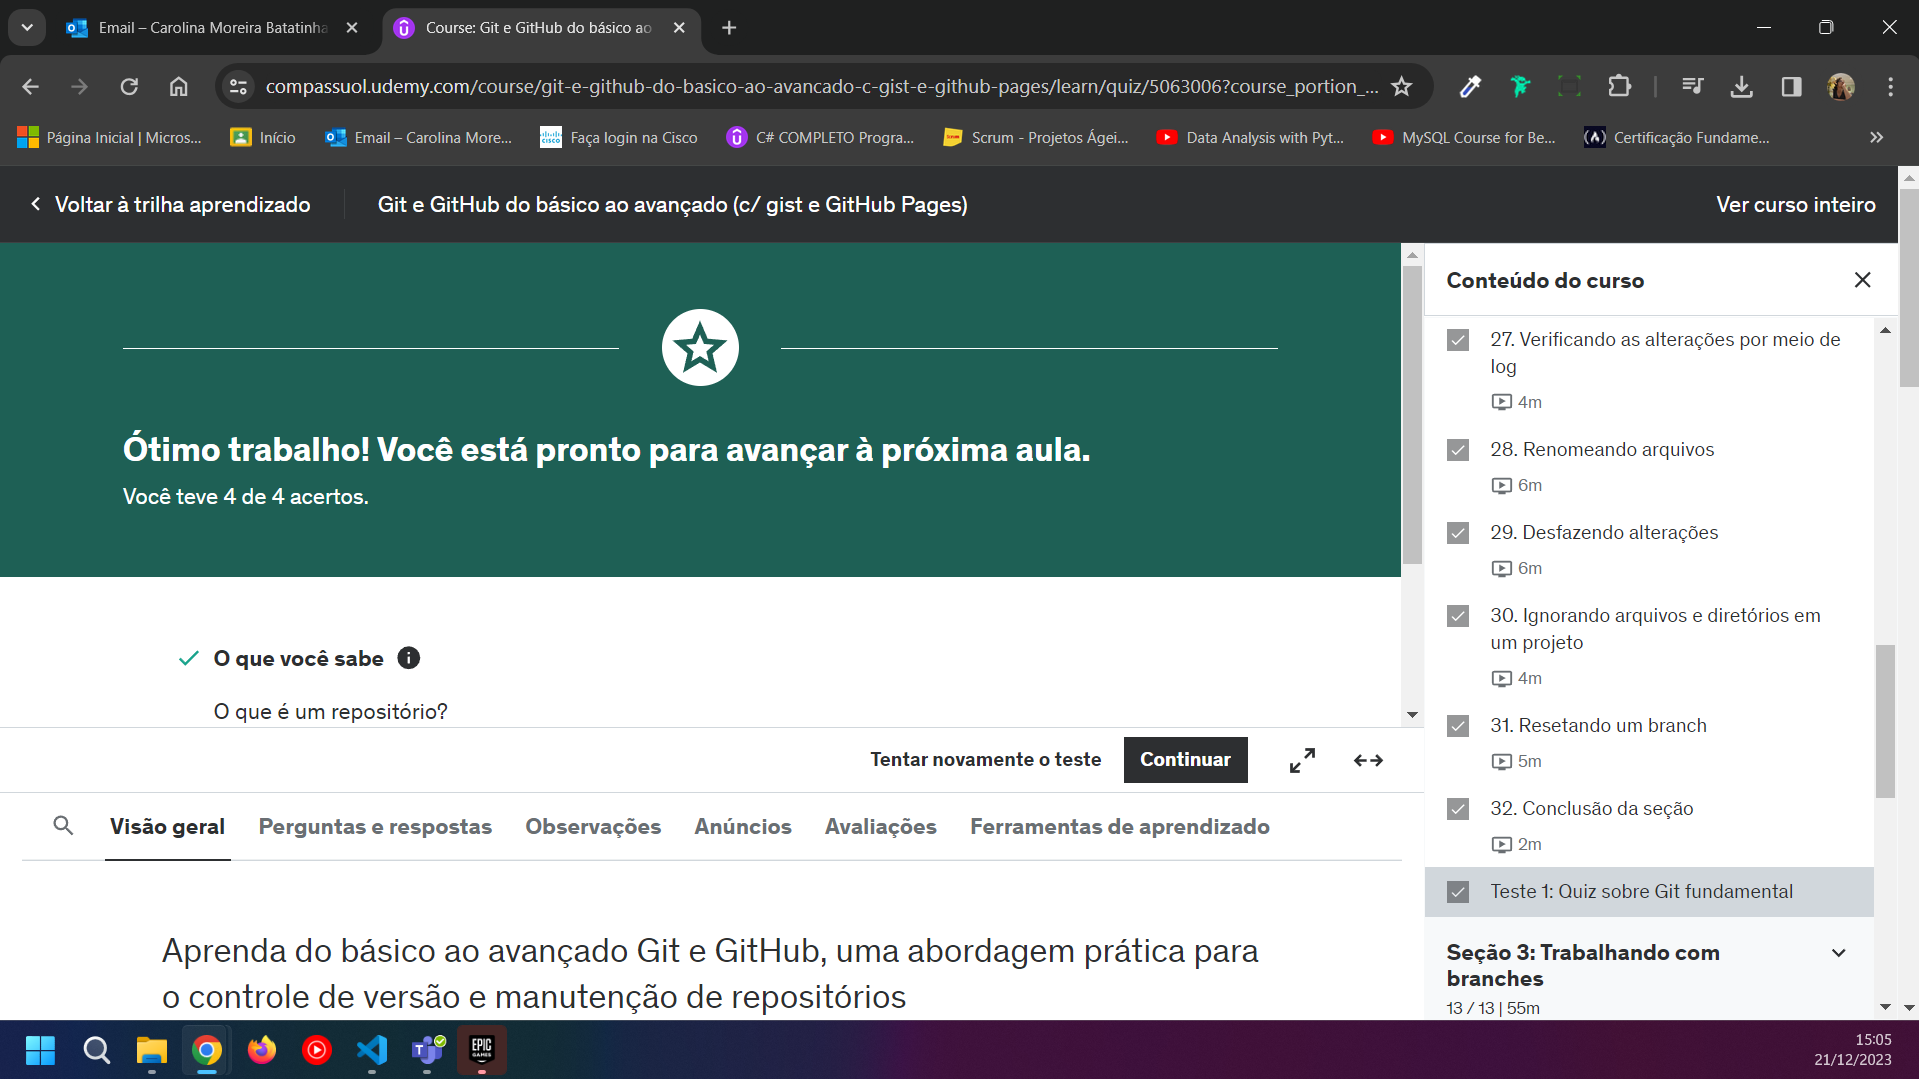 Email – Carolina Moreira Batatinha
Course: Git e GitHub do básico ao
compassuol.udemy.com/course/git-e-github-do-basico-ao-avancado-c-gist-e-github-pages/learn/quiz/5063006?course_portion_...
Página Inicial | Micros...
Início
Email – Carolina More...
Faça login na Cisco
C# COMPLETO Progra...
Scrum - Projetos Ágei...
Data Analysis with Pyt...
MySQL Course for Be...
Certificação Fundame...
Voltar à trilha aprendizado
Git e GitHub do básico ao avançado (c/ gist e GitHub Pages)
Ver curso inteiro
Ótimo trabalho! Você está pronto para avançar à próxima aula.
Você teve 4 de 4 acertos.
O que você sabe
O que é um repositório?
Tentar novamente o teste
Continuar
Visão geral
Perguntas e respostas
Observações
Anúncios
Avaliações
Ferramentas de aprendizado
Aprenda do básico ao avançado Git e GitHub, uma abordagem prática para
o controle de versão e manutenção de repositórios
Conteúdo do curso
27. Verificando as alterações por meio de
log
4m
28. Renomeando arquivos
6m
29. Desfazendo alterações
6m
30. Ignorando arquivos e diretórios em
um projeto
4m
31. Resetando um branch
5m
32. Conclusão da seção
2m
Teste 1: Quiz sobre Git fundamental
Seção 3: Trabalhando com
branches
13 / 13 | 55m
EPIC
GAMES
15:05
21/12/2023